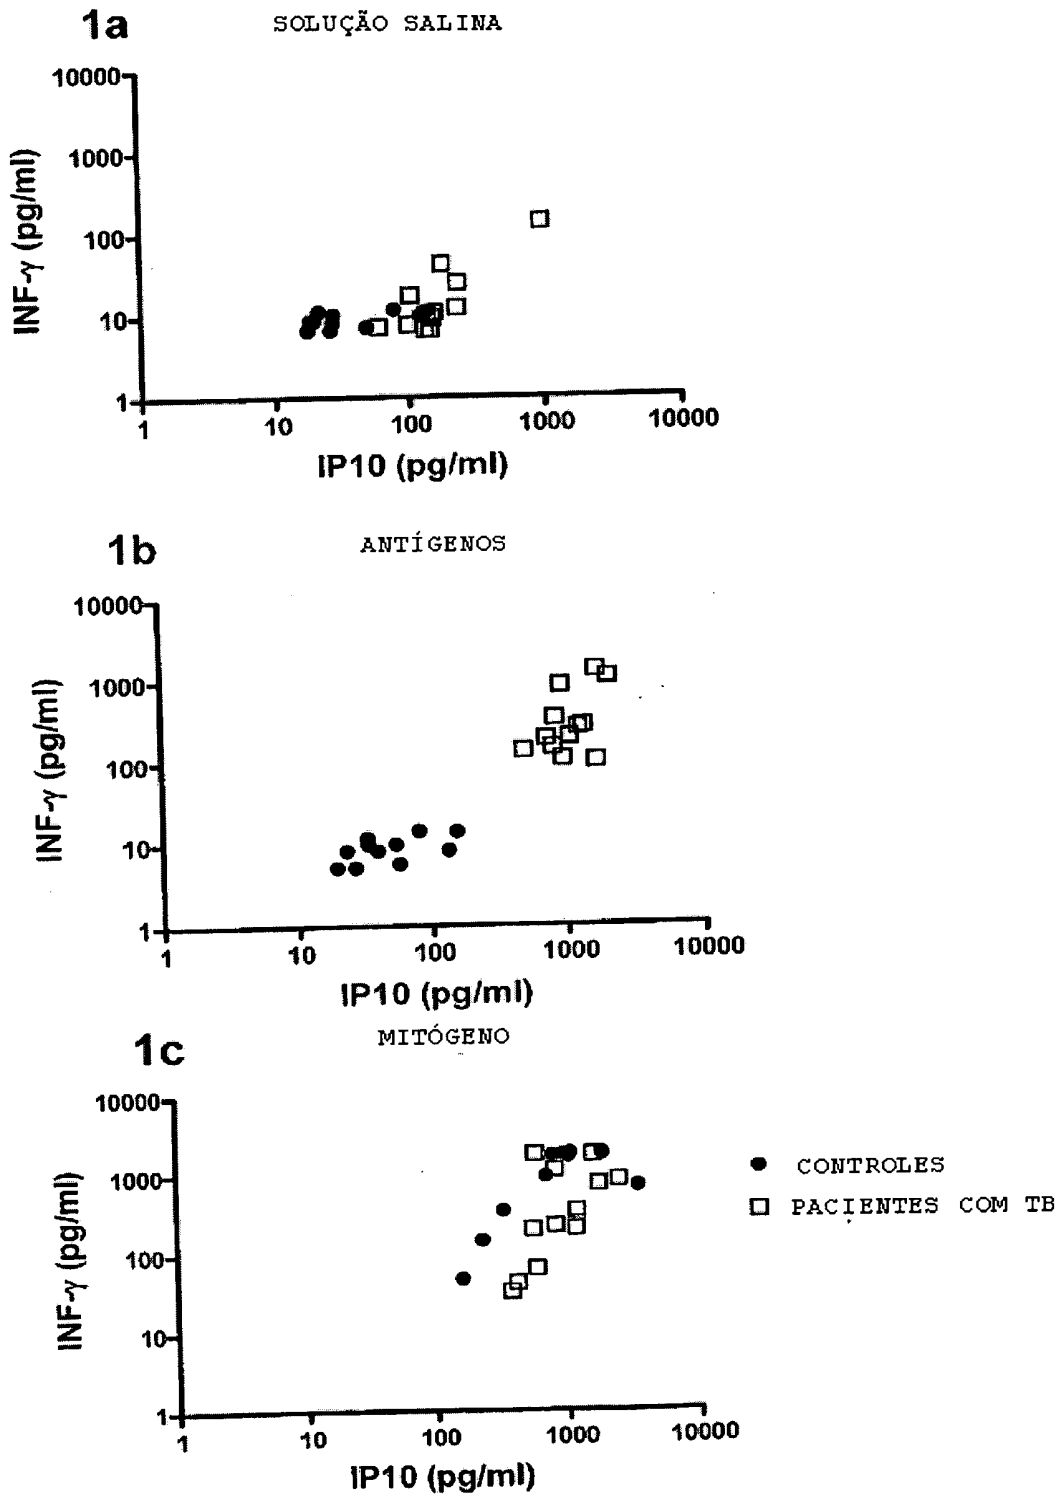 1a
SOLUÇÃO SALINA
10000
1000
100
10
1
INF-γ (pg/ml)
1 10 100 1000 10000
IP10 (pg/ml)
1b
ANTÍGENOS
10000
1000
100
10
1
INF-γ (pg/ml)
1 10 100 1000 10000
IP10 (pg/ml)
1c
MITÓGENO
10000
1000
100
10
1
INF-γ (pg/ml)
1 10 100 1000 10000
IP10 (pg/ml)
CONTROLES
PACIENTES COM TB